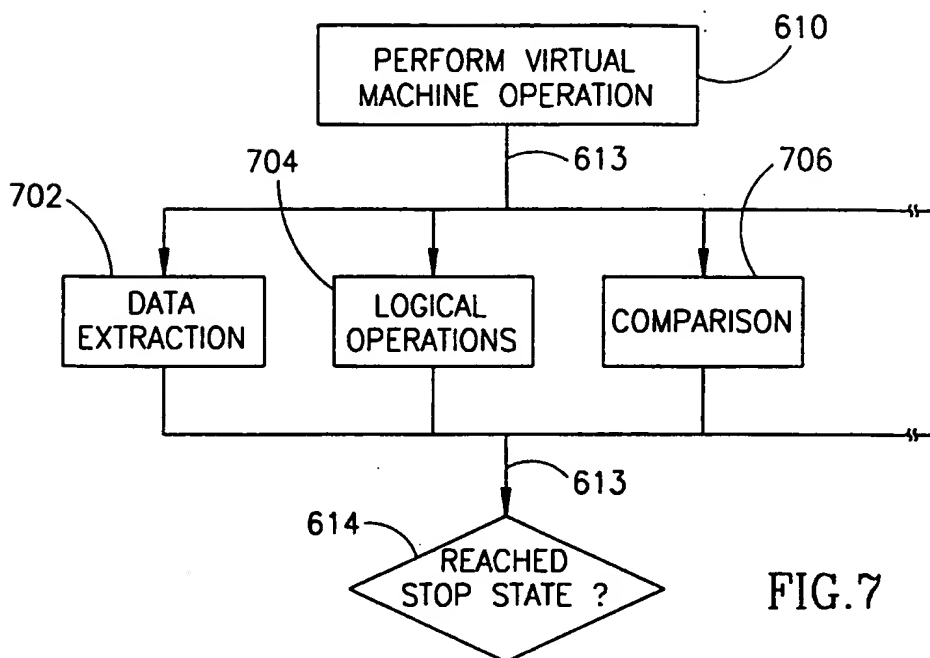 610
PERFORM VIRTUAL
MACHINE OPERATION
613
702
704
706
DATA
EXTRACTION
LOGICAL
OPERATIONS
COMPARISON
613
614
REACHED
STOP STATE ?
FIG.7